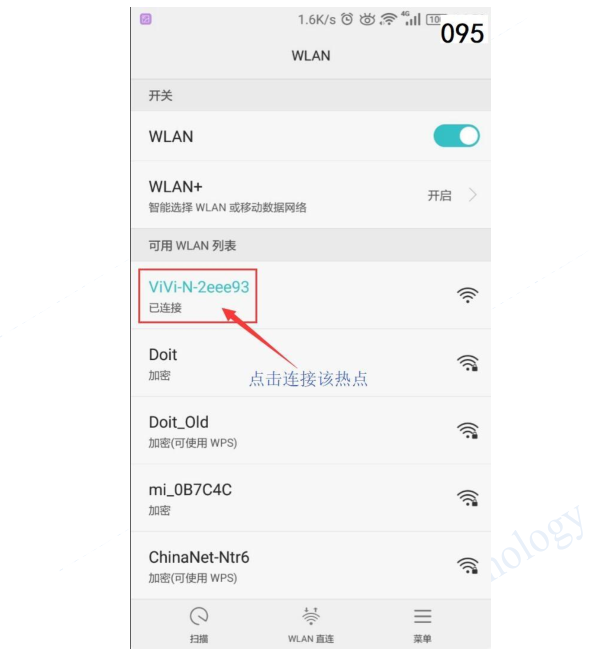 1.6K/s 4G
095
WLAN
开关
WLAN
WLAN+
开启
智能选择 WLAN 或移动数据网络
可用 WLAN 列表
ViVi-N-2eee93
已连接
Doit
加密
点击连接该热点
Doit_Old
加密(可使用 WPS)
mi_0B7C4C
加密
ChinaNet-Ntr6
加密(可使用 WPS)
扫描
WLAN 直连
菜单